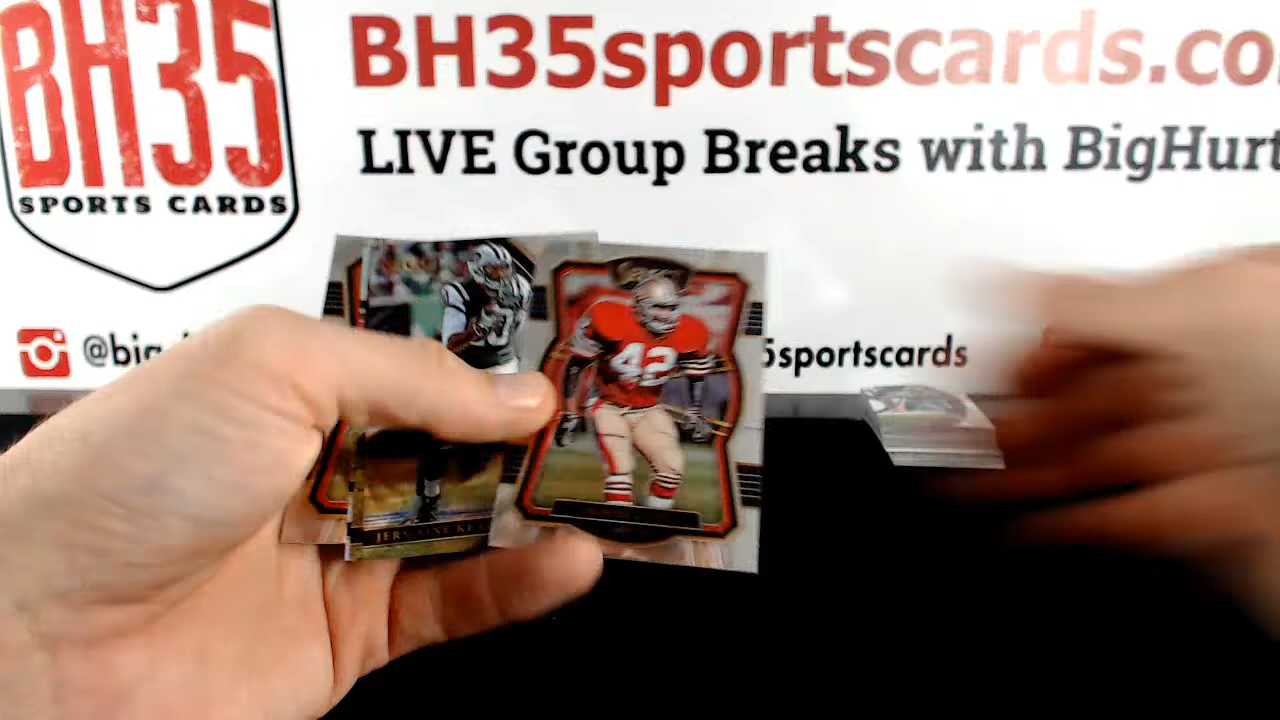 BH35
SPORTS CARDS
BH35sportscards.co
LIVE Group Breaks with BigHurt
@big
5sportscards
42